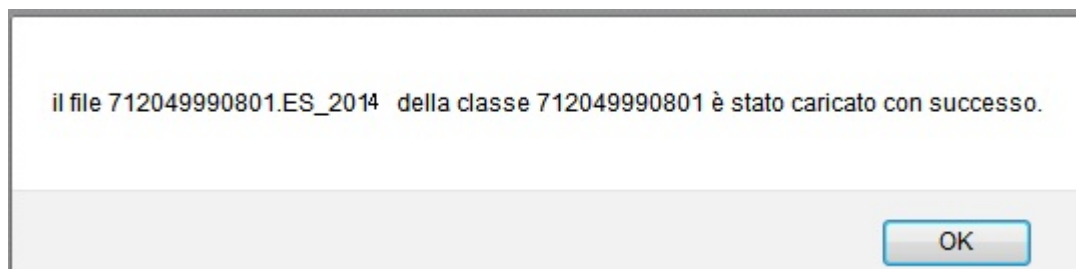 il file 712049990801.ES_2014 della classe 712049990801 è stato caricato con successo.
OK